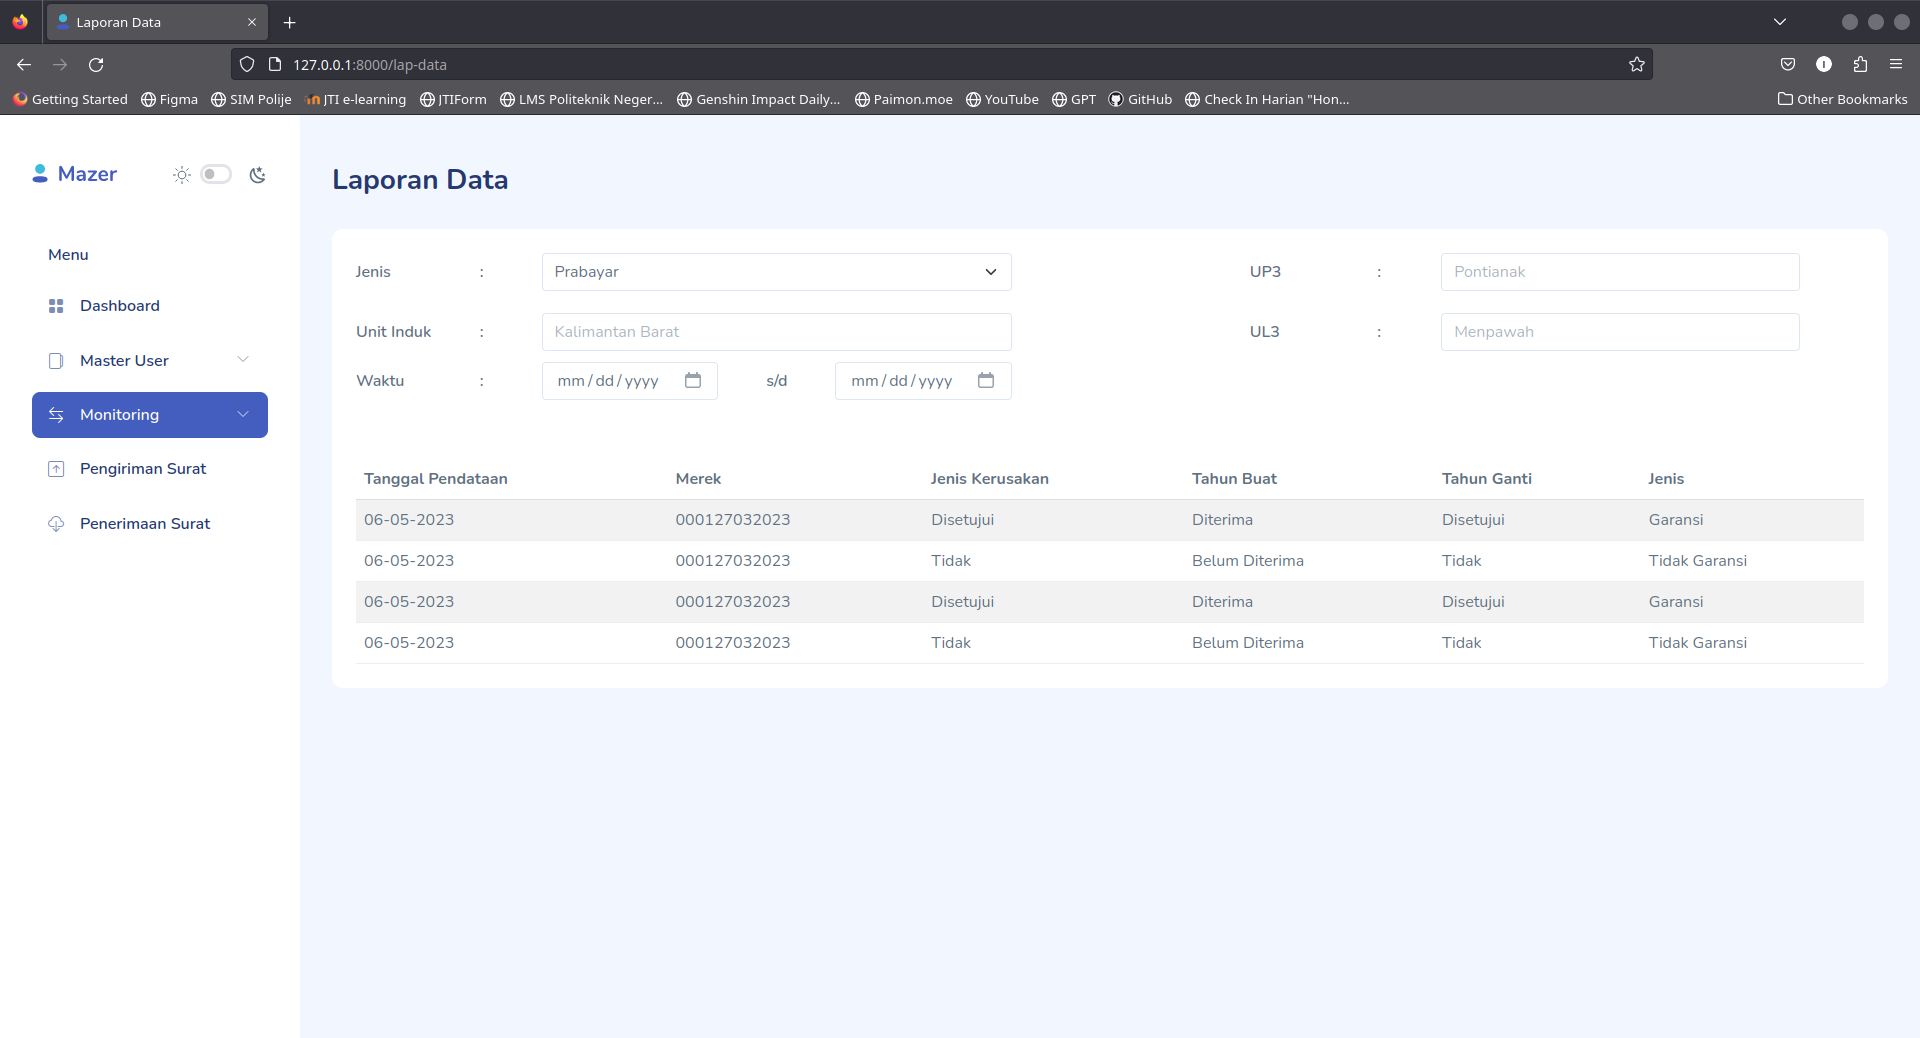 Laporan Data
127.0.0.1:8000/lap-data
Getting Started Figma SIM Polije JTI e-learning JTIForm LMS Politeknik Neger... Genshin Impact Daily... Paimon.moe YouTube GPT GitHub Check In Harian "Hon... Other Bookmarks
Mazer
Menu
Dashboard
Master User
Monitoring
Pengiriman Surat
Penerimaan Surat
Laporan Data
Jenis : Prabayar UP3 : Pontianak
Unit Induk : Kalimantan Barat UL3 : Menpawah
Waktu : mm/dd/yyyy s/d mm/dd/yyyy
Tanggal Pendataan Merek Jenis Kerusakan Tahun Buat Tahun Ganti Jenis
06-05-2023 000127032023 Disetujui Diterima Disetujui Garansi
06-05-2023 000127032023 Tidak Belum Diterima Tidak Tidak Garansi
06-05-2023 000127032023 Disetujui Diterima Disetujui Garansi
06-05-2023 000127032023 Tidak Belum Diterima Tidak Tidak Garansi